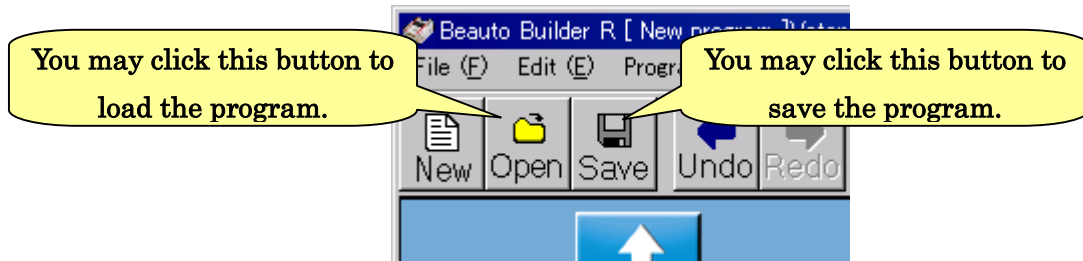 Beauto Builder R [ New program ]
You may click this button to
load the program.
You may click this button to
save the program.
File (F) Edit (E)
New Open Save Undo Redo